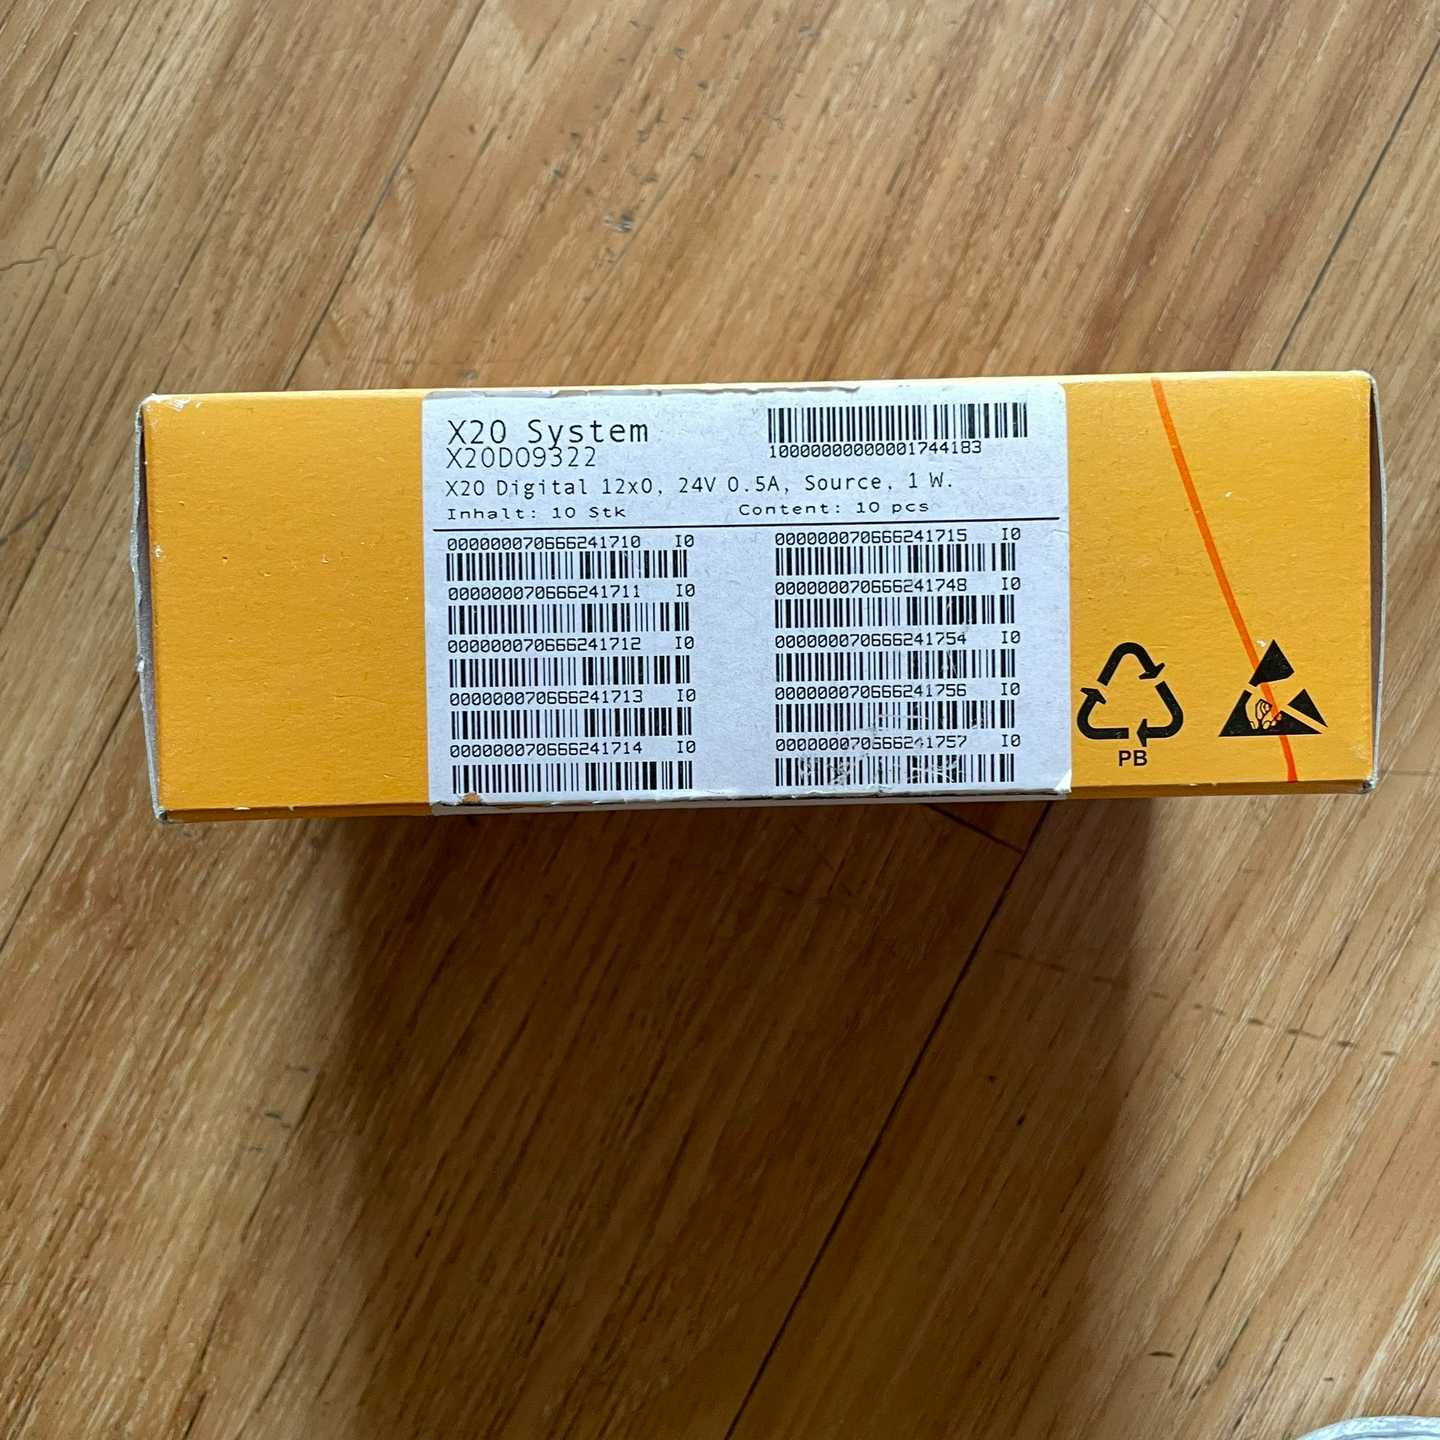 X20 System
X20DO9322
10000000000001744183
X20 Digital 12xO, 24V 0.5A, Source, 1 W.
Inhalt: 10 Stk Content: 10 pcs
000000070666241710 I0
000000070666241711 I0
000000070666241712 I0
000000070666241713 I0
000000070666241714 I0
000000070666241715 I0
000000070666241748 I0
000000070666241754 I0
000000070666241756 I0
000000070666241757 I0
PB